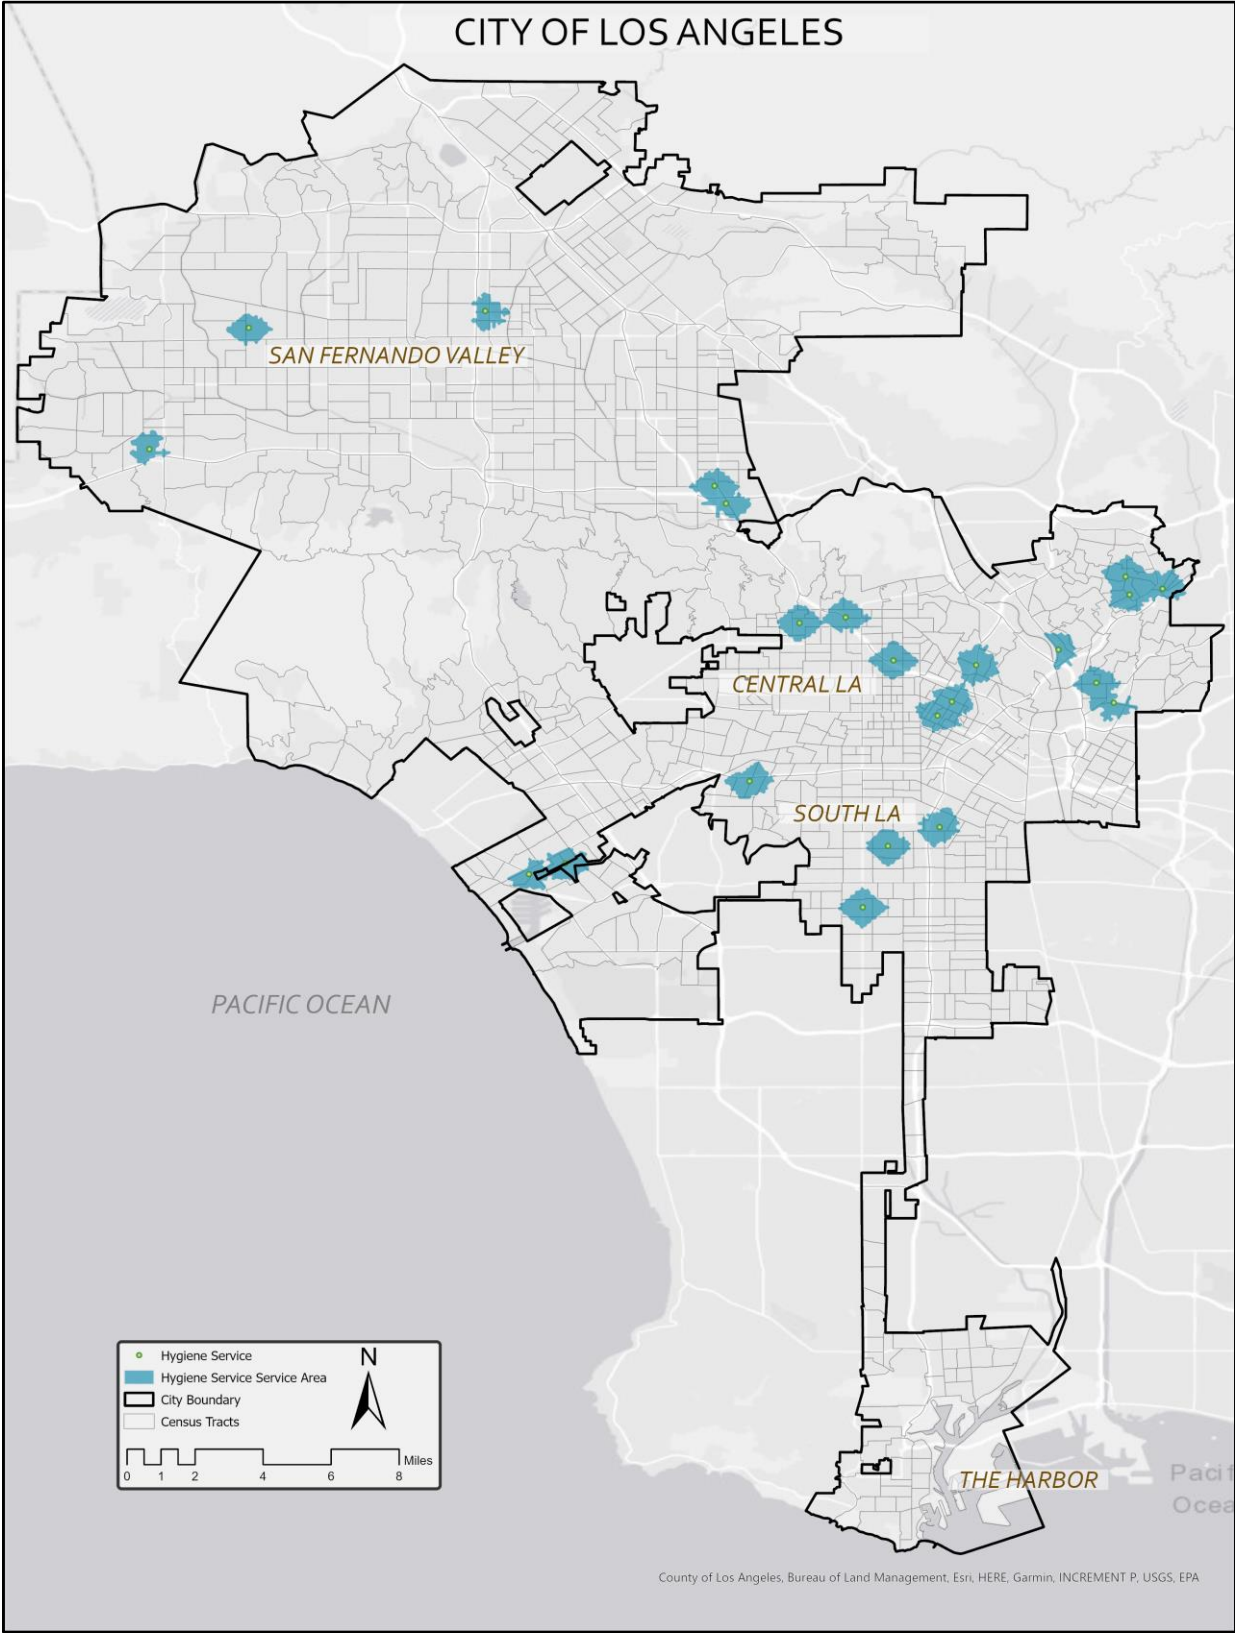 CITY OF LOS ANGELES
SAN FERNANDO VALLEY
CENTRAL LA
SOUTH LA
PACIFIC OCEAN
Hygiene Service
Hygiene Service Service Area
City Boundary
Census Tracts
N
0 1 2 4 6 8 Miles
THE HARBOR
Pacif
Ocea
County of Los Angeles, Bureau of Land Management, Esri, HERE, Garmin, INCREMENT P, USGS, EPA